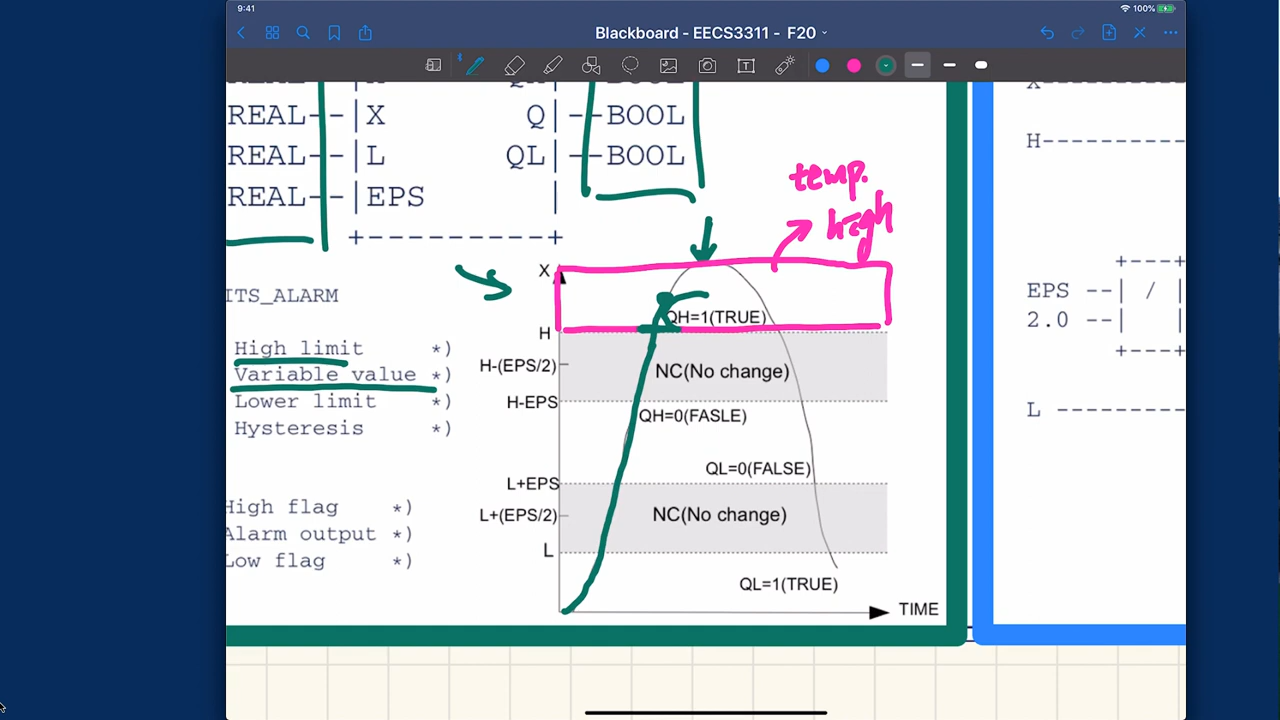 9:41
100%
Blackboard - EECS3311 - F20
REAL--|X Q|--BOOL
REAL--|L QL|--BOOL
REAL--|EPS |
+----------+
temp.
high
X
ITS_ALARM
QH=1(TRUE)
H
High limit *)
H-(EPS/2)
NC(No change)
Variable value *)
Lower limit *)
H-EPS
QH=0(FASLE)
Hysteresis *)
QL=0(FALSE)
L+EPS
High flag *)
L+(EPS/2)
NC(No change)
Alarm output *)
L
Low flag *)
QL=1(TRUE)
TIME
H-----------
+---+
EPS --| / |
2.0 --| |
+---+
L ----------